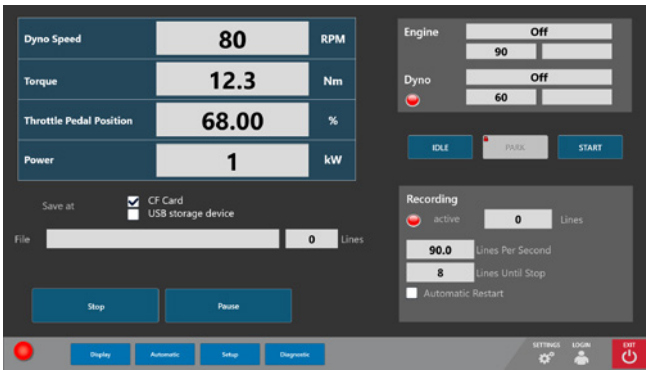 Dyno Speed 80 RPM
Torque 12.3 Nm
Throttle Pedal Position 68.00 %
Power 1 kW
Save at
CF Card
USB storage device
File 0 Lines
Stop Pause
Engine Off
90
Dyno Off
60
IDLE PARK START
Recording
active 0 Lines
90.0 Lines Per Second
8 Lines Until Stop
Automatic Restart
Display Automatic Setup Diagnostic
SETTINGS LOGIN EXIT